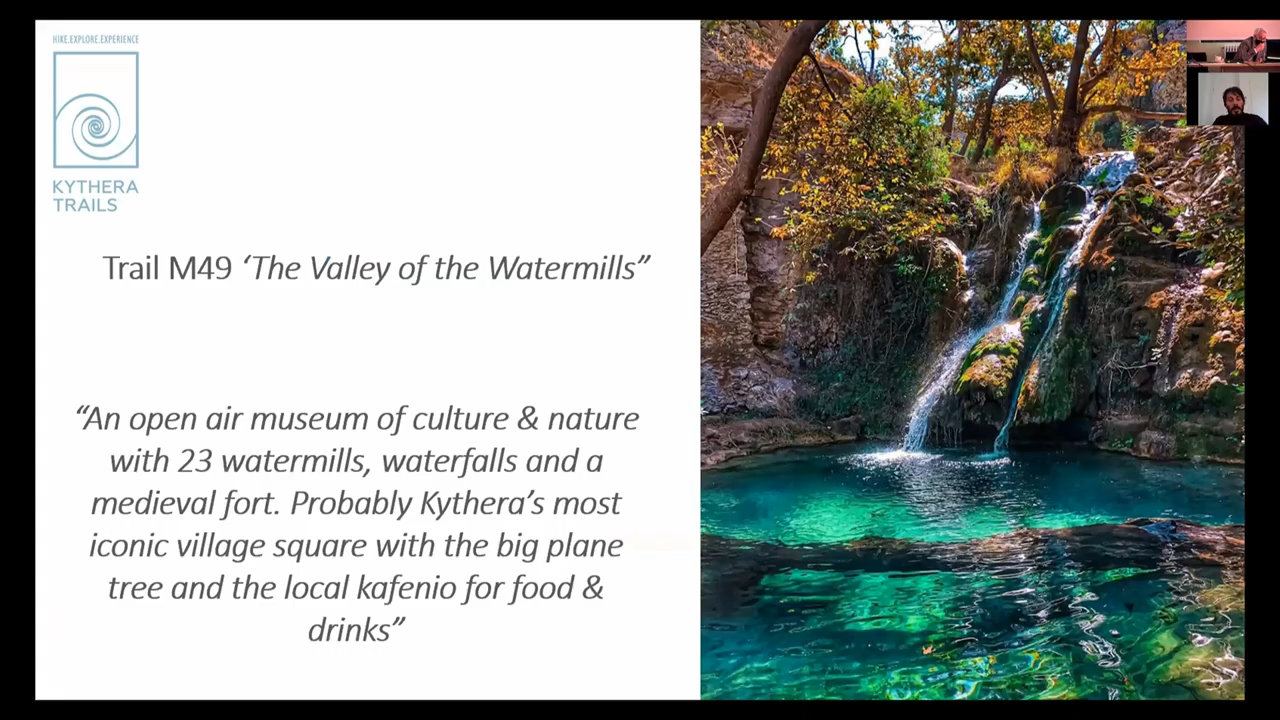 HIKE.EXPLORE.EXPERIENCE
KYTHERA
TRAILS
Trail M49 ‘The Valley of the Watermills”
“An open air museum of culture & nature
with 23 watermills, waterfalls and a
medieval fort. Probably Kythera’s most
iconic village square with the big plane
tree and the local kafenio for food &
drinks”